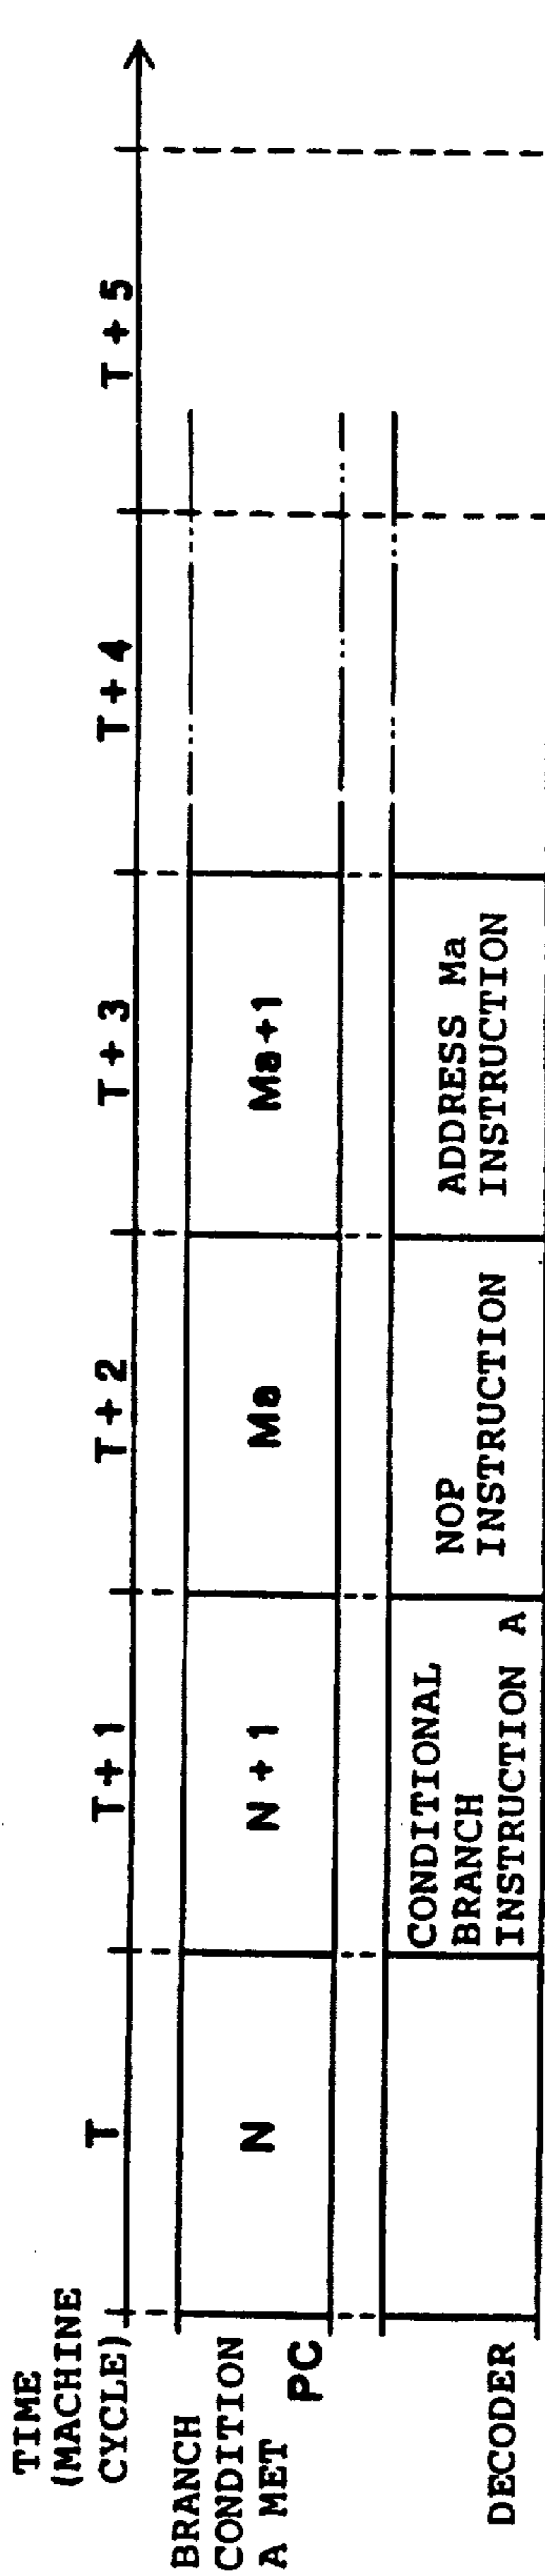 TIME
(MACHINE
CYCLE)
T
T+1
T+2
T+3
T+4
T+5
BRANCH
CONDITION
A MET
PC
N
N+1
Ma
Ma+1
DECODER
CONDITIONAL
BRANCH
INSTRUCTION A
NOP
INSTRUCTION
ADDRESS Ma
INSTRUCTION